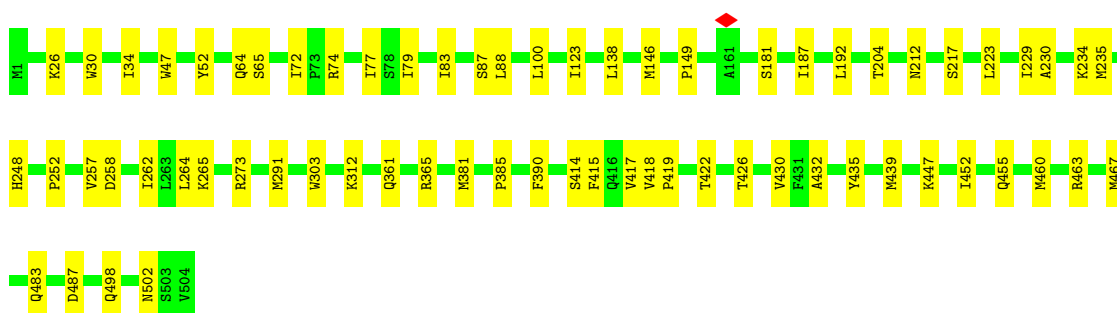 M1 K26 W30 I34 W47 Y52 Q64 S65 I72 P73 R74 I77 S78 I79 I83 S87 L88 L100 I123 L138 M146 P149 A161 S181 I187 L192 T204 N212 S217 L223 I229 A230 K234 M235
H248 P252 V257 D258 I262 L263 L264 K265 R273 M291 W303 K312 Q361 R365 M381 P385 F390 S414 F415 Q416 V417 V418 P419 T422 T426 V430 F431 A432 Y435 M439 K447 I452 Q455 M460 R463 M467
Q483 D487 Q498 N502 S503 V504